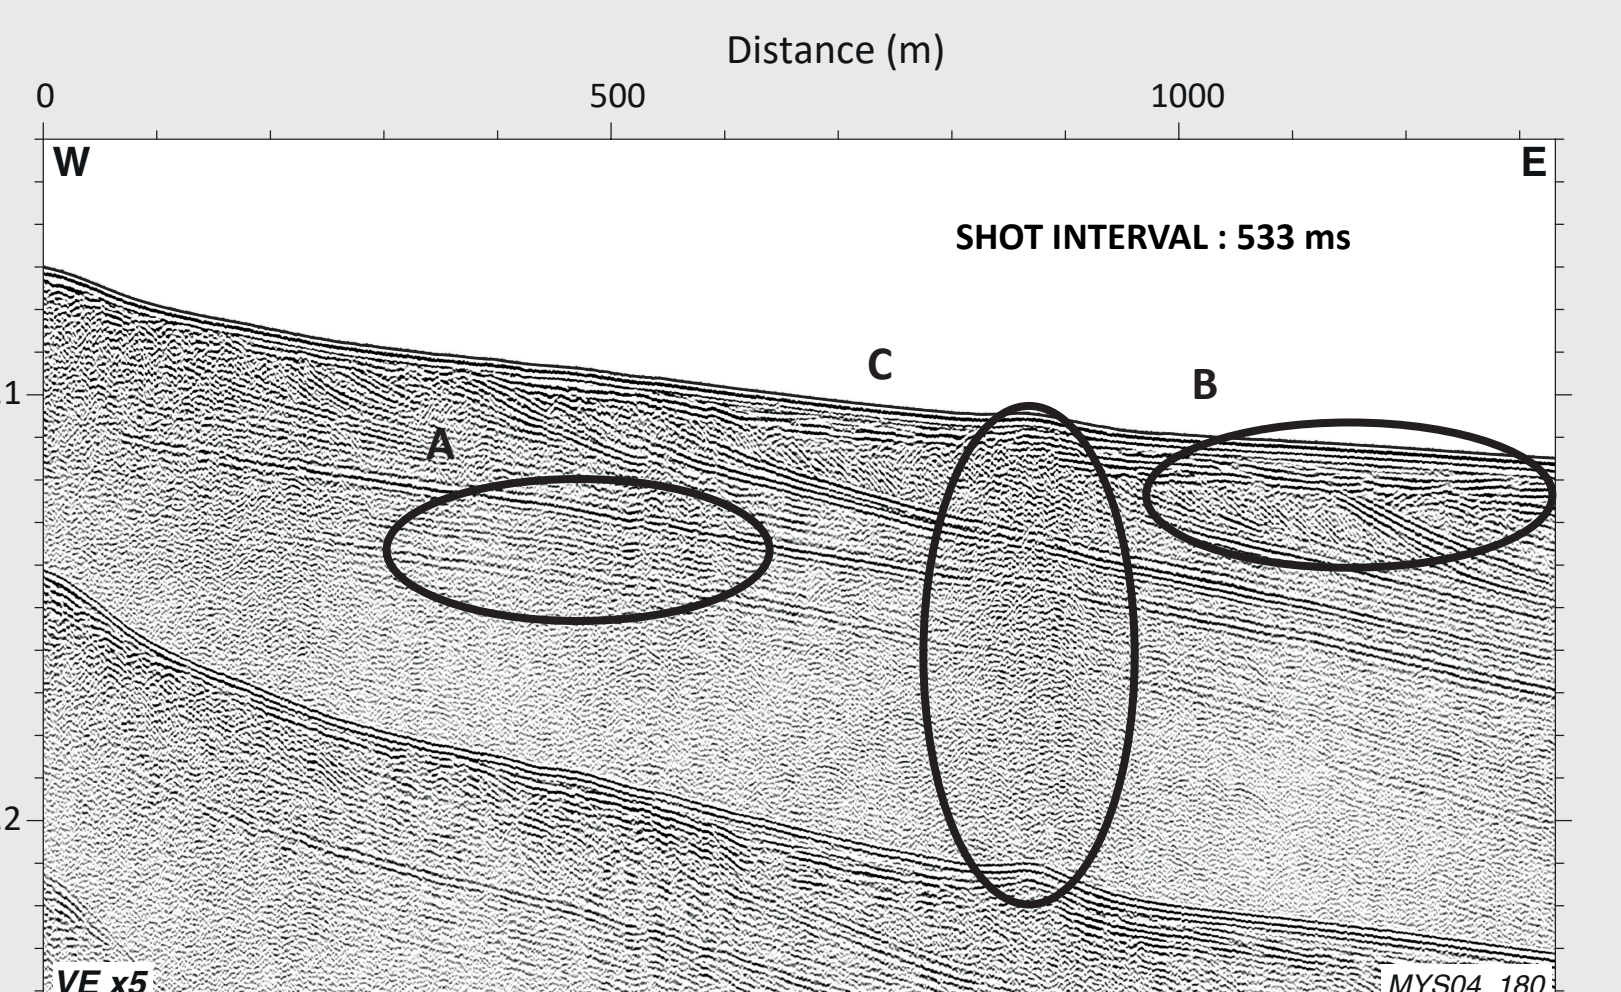 Distance (m)
0 500 1000
W E
SHOT INTERVAL : 533 ms
C
B
.1
A
.2
VE x5 MYS04_180